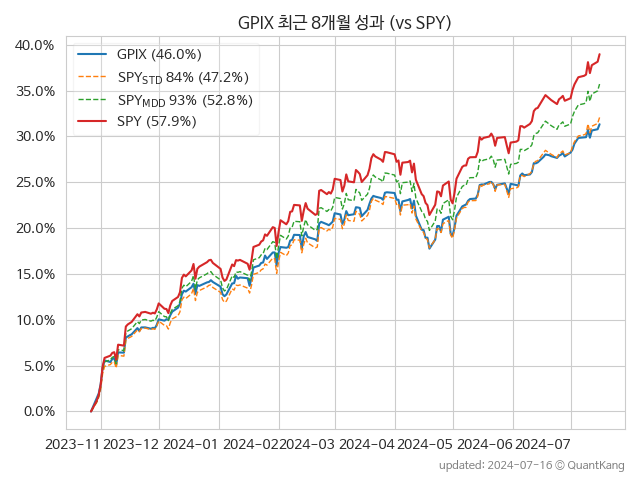 GPIX 최근 8개월 성과 (vs SPY)
40.0%
35.0%
30.0%
25.0%
20.0%
15.0%
10.0%
5.0%
0.0%
GPIX (46.0%)
SPY_STD 84% (47.2%)
SPY_MDD 93% (52.8%)
SPY (57.9%)
2023-11 2023-12 2024-01 2024-02 2024-03 2024-04 2024-05 2024-06 2024-07
updated: 2024-07-16 © QuantKang